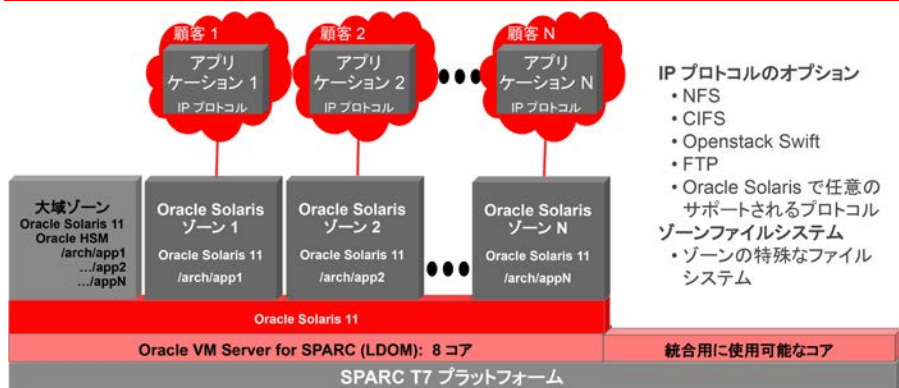 顧客 1
アプリ
ケーション 1
IP プロトコル
顧客 2
アプリ
ケーション 2
IP プロトコル
顧客 N
アプリ
ケーション N
IP プロトコル
IP プロトコルのオプション
• NFS
• CIFS
• Openstack Swift
• FTP
• Oracle Solaris で任意の
サポートされるプロトコル
ゾーンファイルシステム
• ゾーンの特殊なファイル
システム
大域ゾーン
Oracle Solaris 11
Oracle HSM
/arch/app1
.../app2
.../appN
Oracle Solaris
ゾーン 1
Oracle Solaris 11
/arch/app1
Oracle Solaris
ゾーン 2
Oracle Solaris 11
/arch/app2
Oracle Solaris
ゾーン N
Oracle Solaris 11
/arch/appN
Oracle Solaris 11
Oracle VM Server for SPARC (LDOM): 8 コア
統合用に使用可能なコア
SPARC T7 プラットフォーム